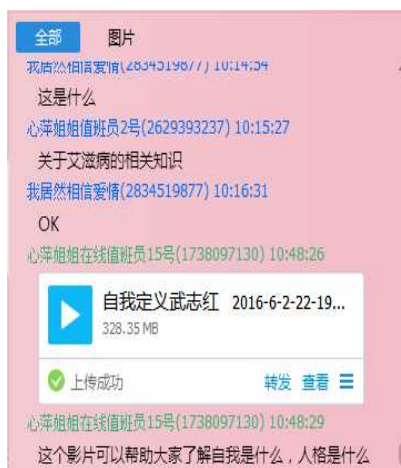 全部 图片
我居然相信爱情(2834519877) 10:14:54
这是什么
心萍姐姐值班员2号(2629393237) 10:15:27
关于艾滋病的相关知识
我居然相信爱情(2834519877) 10:16:31
OK
心萍姐姐在线值班员15号(1738097130) 10:48:26
自我定义武志红 2016-6-2-22-19...
328.35 MB
上传成功 转发 查看
心萍姐姐在线值班员15号(1738097130) 10:48:29
这个影片可以帮助大家了解自我是什么，人格是什么